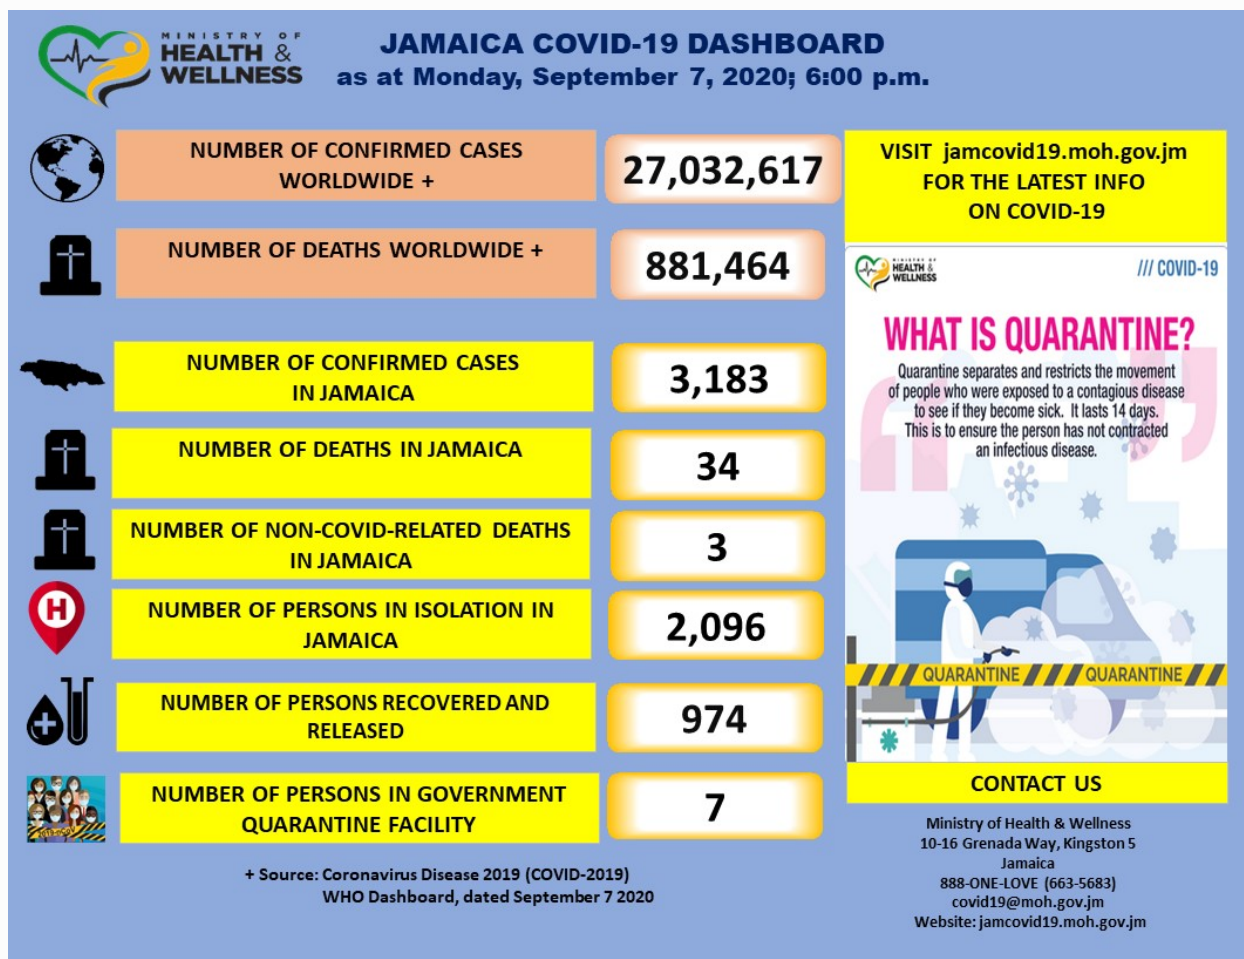 MINISTRY OF
HEALTH &
WELLNESS
JAMAICA COVID-19 DASHBOARD
as at Monday, September 7, 2020; 6:00 p.m.
NUMBER OF CONFIRMED CASES
WORLDWIDE +
27,032,617
NUMBER OF DEATHS WORLDWIDE +
881,464
NUMBER OF CONFIRMED CASES
IN JAMAICA
3,183
NUMBER OF DEATHS IN JAMAICA
34
NUMBER OF NON-COVID-RELATED DEATHS
IN JAMAICA
3
H
NUMBER OF PERSONS IN ISOLATION IN
JAMAICA
2,096
NUMBER OF PERSONS RECOVERED AND
RELEASED
974
NUMBER OF PERSONS IN GOVERNMENT
QUARANTINE FACILITY
7
+ Source: Coronavirus Disease 2019 (COVID-2019)
WHO Dashboard, dated September 7 2020
VISIT jamcovid19.moh.gov.jm
FOR THE LATEST INFO
ON COVID-19
MINISTRY OF
HEALTH &
WELLNESS
/// COVID-19
WHAT IS QUARANTINE?
Quarantine separates and restricts the movement
of people who were exposed to a contagious disease
to see if they become sick. It lasts 14 days.
This is to ensure the person has not contracted
an infectious disease.
QUARANTINE QUARANTINE
CONTACT US
Ministry of Health & Wellness
10-16 Grenada Way, Kingston 5
Jamaica
888-ONE-LOVE (663-5683)
covid19@moh.gov.jm
Website: jamcovid19.moh.gov.jm